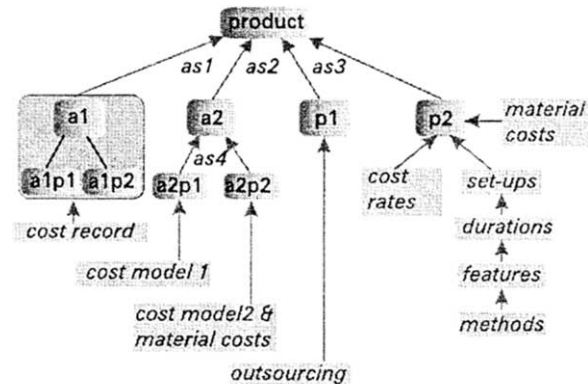 product
as1 as2 as3
a1 a2 p1 p2 material
costs
as4
a1p1 a1p2 a2p1 a2p2 cost
rates set-ups
cost record durations
cost model 1 features
cost model2 &
material costs methods
outsourcing